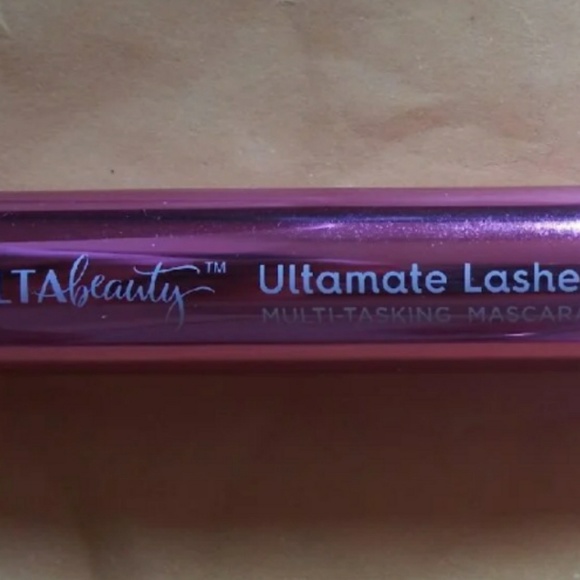 LTAbeauty™ Ultamate Lashe
MULTI-TASKING MASCARA